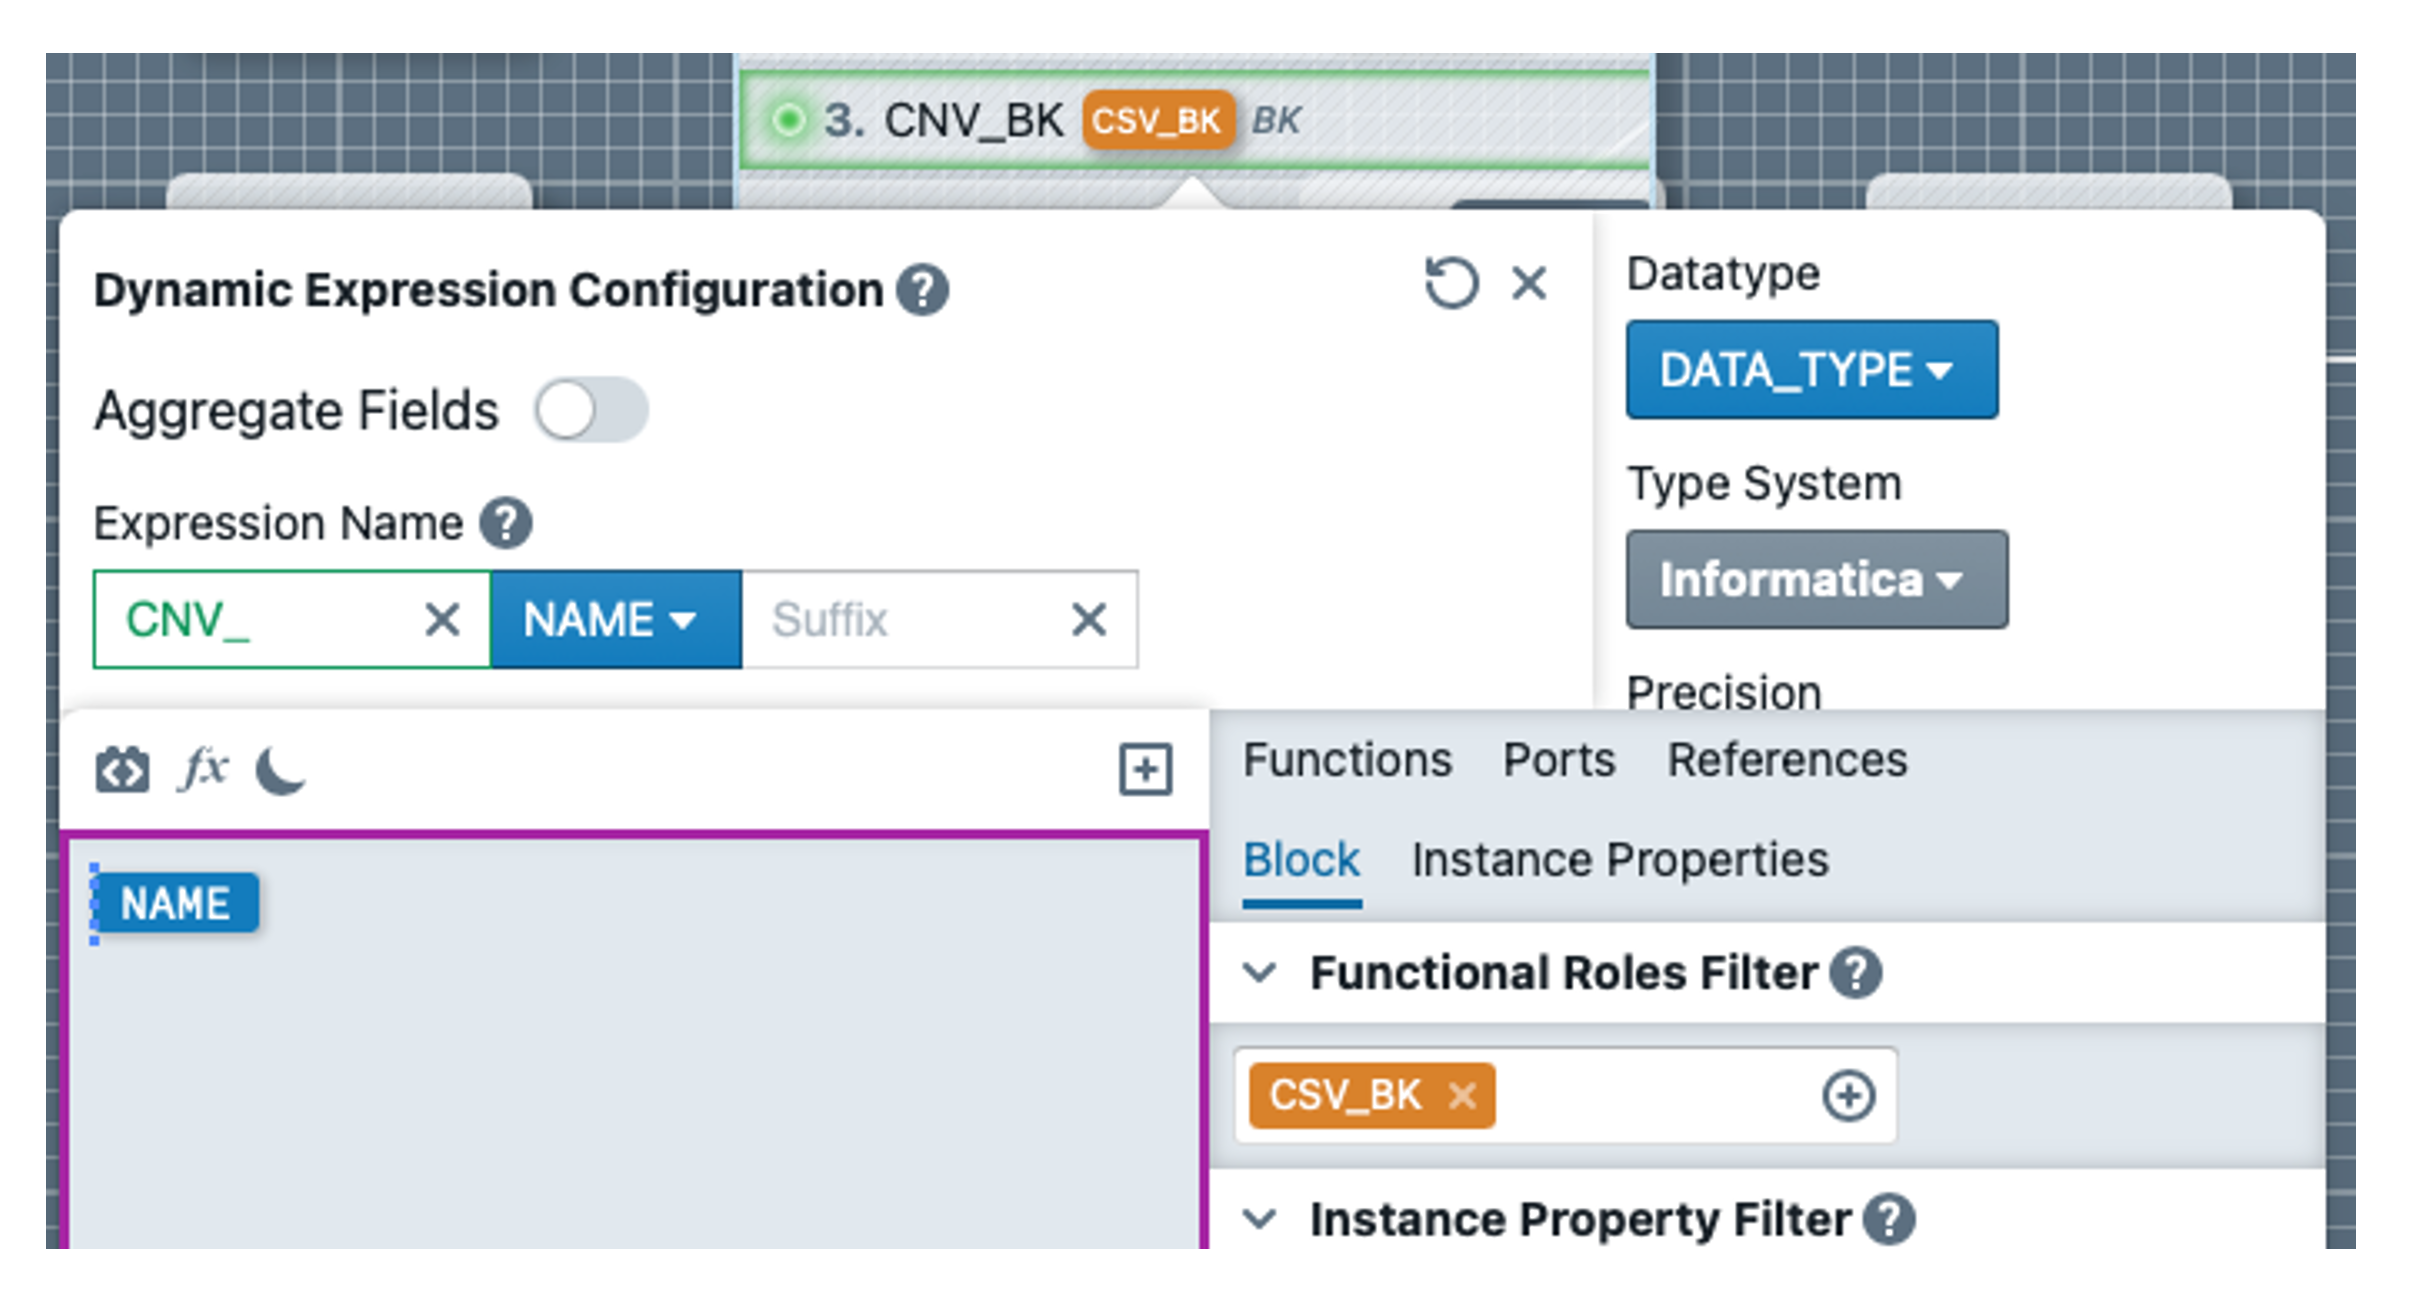 3. CNV_BK CSV_BK BK
Dynamic Expression Configuration ?
Aggregate Fields
Expression Name ?
CNV_ NAME Suffix
Datatype
DATA_TYPE
Type System
Informatica
Precision
fx
NAME
Functions Ports References
Block Instance Properties
Functional Roles Filter ?
CSV_BK
Instance Property Filter ?